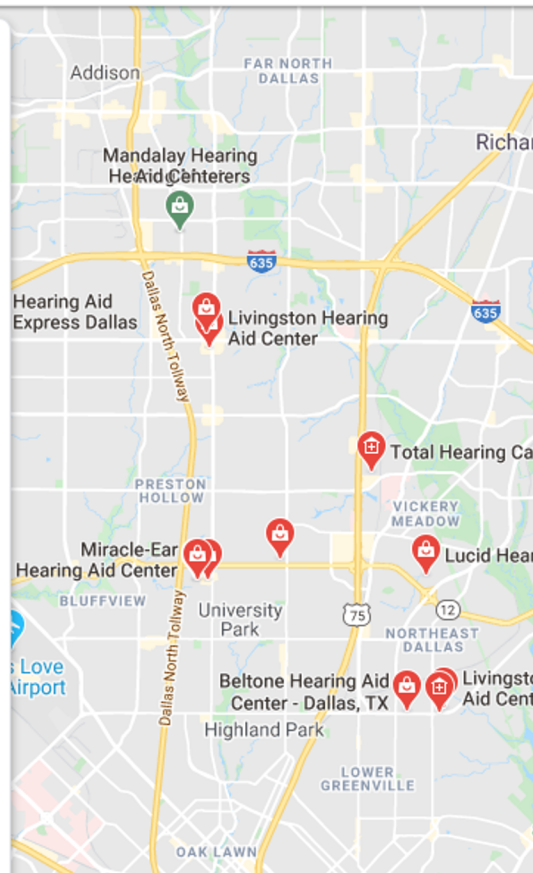 Addison
FAR NORTH
DALLAS
Richar
Mandalay Hearing
Aid Centers
635
Hearing Aid
Express Dallas
Dallas North Tollway
635
Livingston Hearing
Aid Center
Total Hearing Ca
PRESTON
HOLLOW
VICKERY
MEADOW
Miracle-Ear
Hearing Aid Center
Lucid Hear
BLUFFVIEW
University
Park
75
12
NORTHEAST
DALLAS
s Love
Airport
Dallas North Tollway
Beltone Hearing Aid
Center - Dallas, TX
Livingsto
Aid Cent
Highland Park
LOWER
GREENVILLE
OAK LAWN